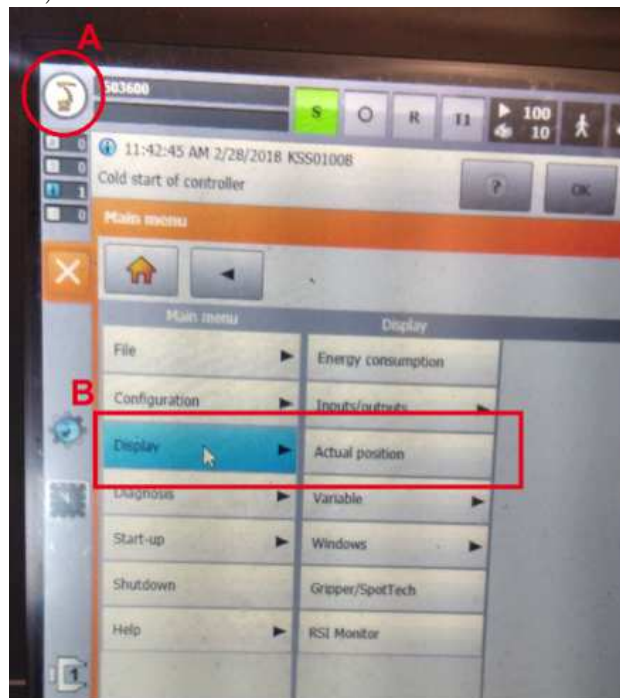 A
503600
S O R T1 100
10
0
0
1
0
11:42:45 AM 2/28/2018 KSS01008
Cold start of controller
? OK
Main menu
Main menu Display
File Energy consumption
B
Configuration Inputs/outputs
Display Actual position
Diagnosis Variable
Start-up Windows
Shutdown Gripper/SpotTech
Help RSI Monitor
1